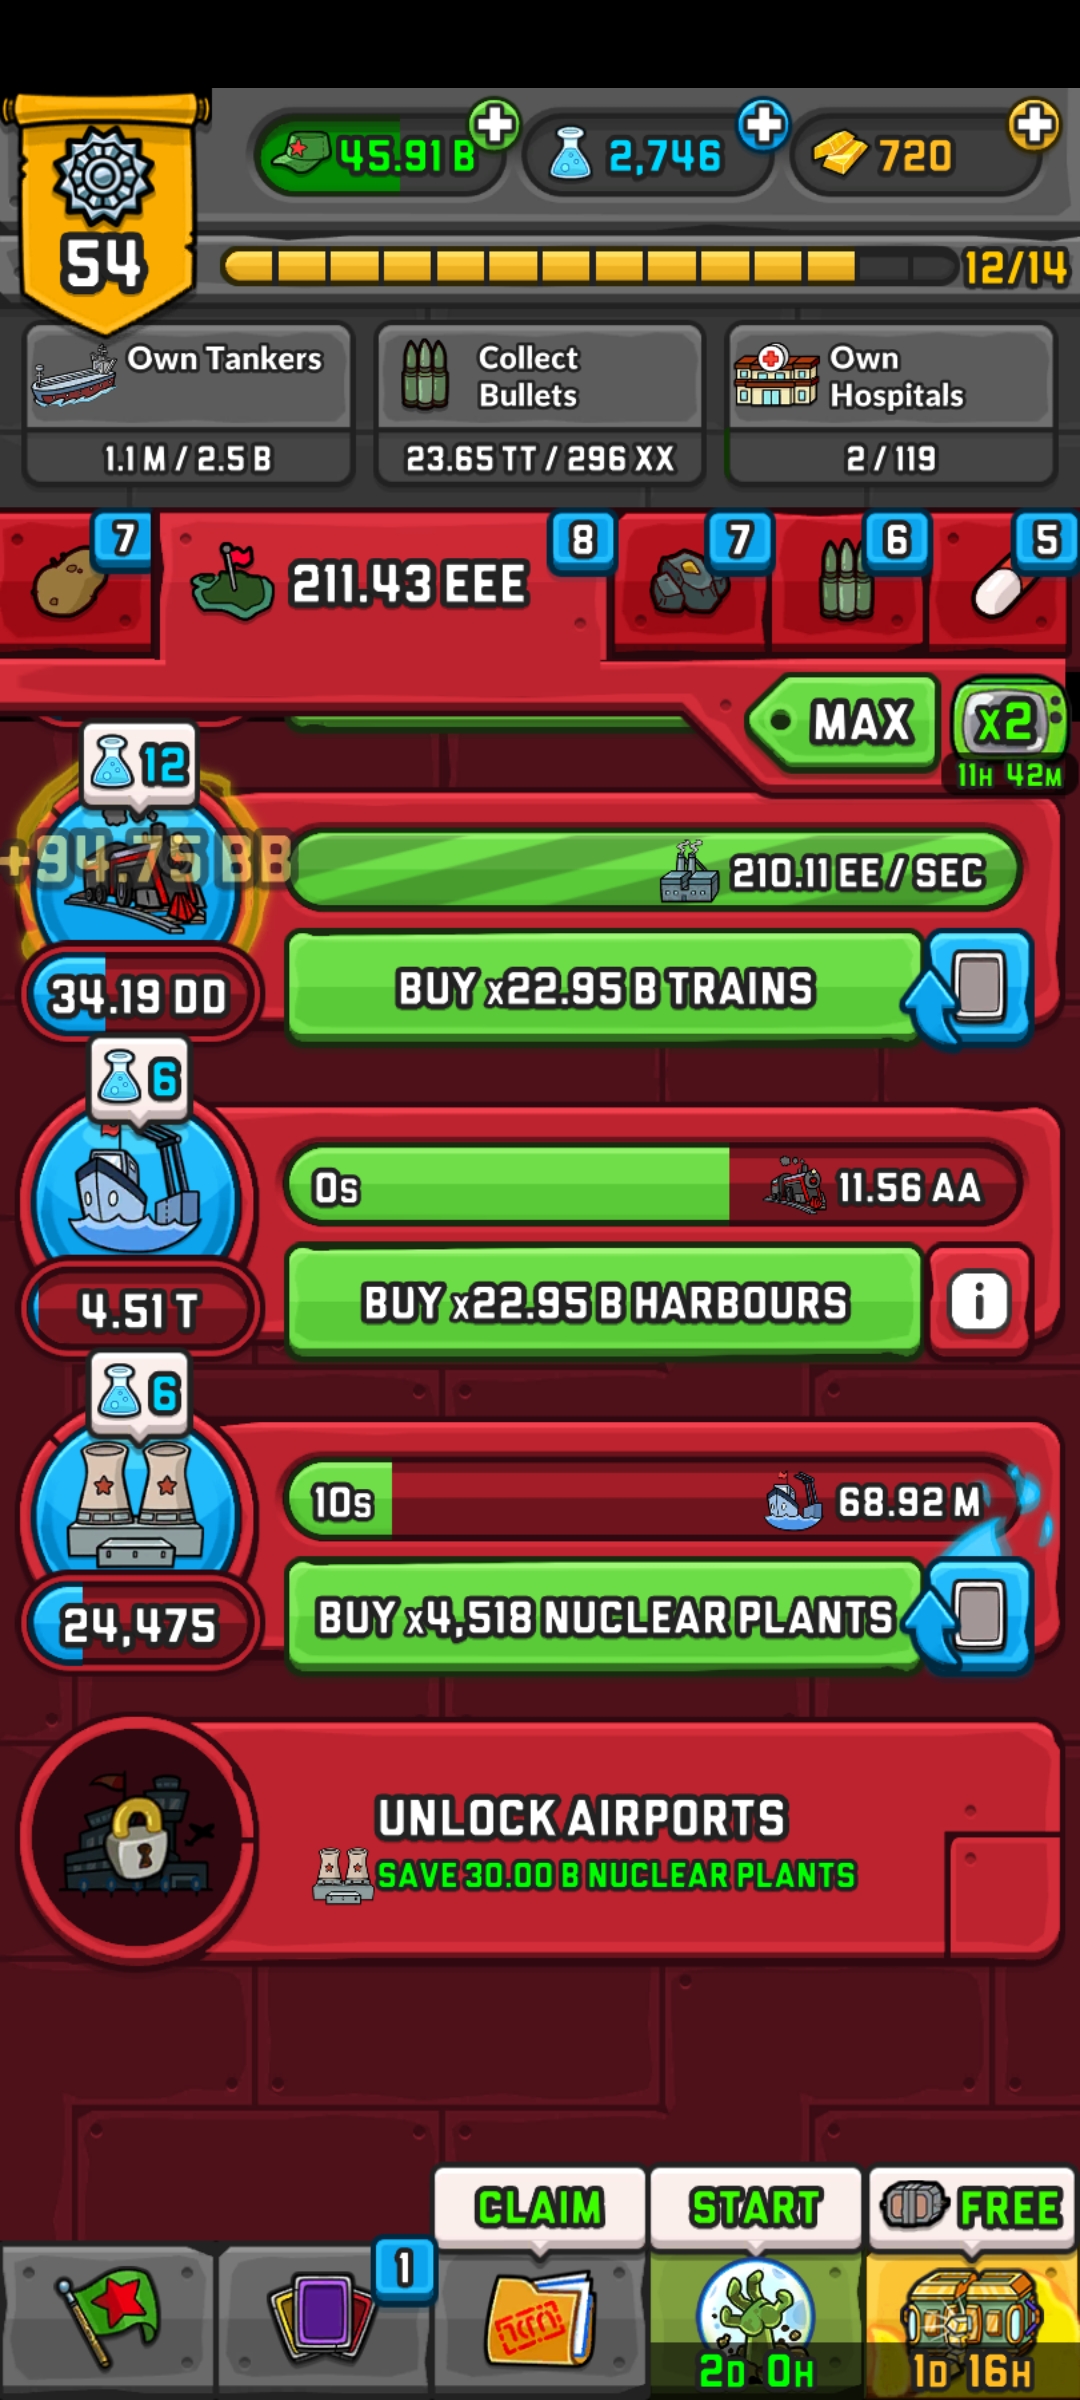 45.91 B
2,746
720
54
12/14
Own Tankers
1.1 M / 2.5 B
Collect
Bullets
23.65 TT / 296 XX
Own
Hospitals
2 / 119
7
211.43 EEE
8
7
6
5
MAX
x2
11H 42M
12
+94.75 BB
210.11 EE / SEC
34.19 DD
BUY x22.95 B TRAINS
6
0s
11.56 AA
4.51 T
BUY x22.95 B HARBOURS
i
6
10s
68.92 M
24,475
BUY x4,518 NUCLEAR PLANTS
UNLOCK AIRPORTS
SAVE 30.00 B NUCLEAR PLANTS
CLAIM
START
FREE
1
2D 0H
1D 16H